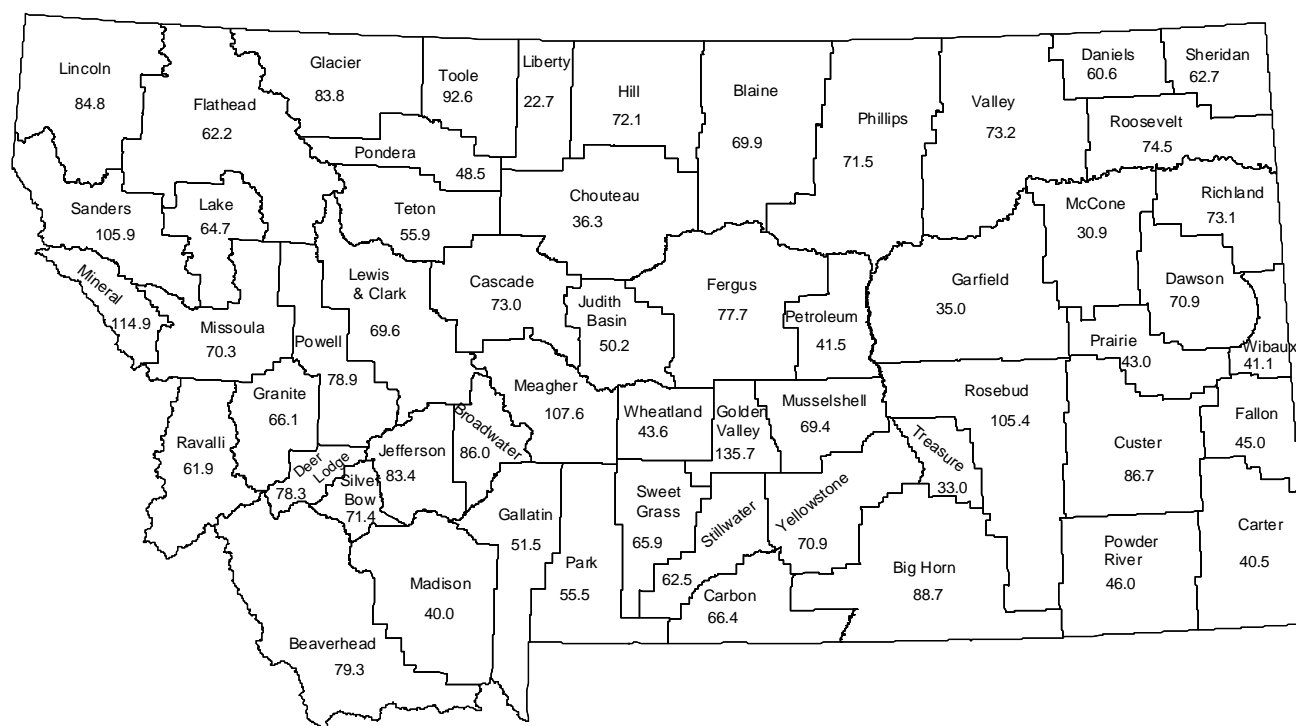 Lincoln
84.8
Flathead
62.2
Glacier
83.8
Toole
92.6
Liberty
22.7
Hill
72.1
Blaine
69.9
Phillips
71.5
Valley
73.2
Daniels
60.6
Sheridan
62.7
Roosevelt
74.5
Pondera
48.5
Chouteau
36.3
Teton
55.9
Sanders
105.9
Lake
64.7
McCone
30.9
Richland
73.1
Mineral
114.9
Missoula
70.3
Powell
78.9
Lewis
& Clark
69.6
Cascade
73.0
Judith
Basin
50.2
Fergus
77.7
Petroleum
41.5
Garfield
35.0
Dawson
70.9
Prairie
43.0
Wibaux
41.1
Granite
66.1
Ravalli
61.9
Deer
Lodge
78.3
Silver
Bow
71.4
Jefferson
83.4
Broadwater
86.0
Meagher
107.6
Wheatland
43.6
Golden
Valley
135.7
Musselshell
69.4
Rosebud
105.4
Treasure
33.0
Custer
86.7
Fallon
45.0
Gallatin
51.5
Park
55.5
Sweet
Grass
65.9
Stillwater
62.5
Yellowstone
70.9
Carbon
66.4
Big Horn
88.7
Powder
River
46.0
Carter
40.5
Madison
40.0
Beaverhead
79.3